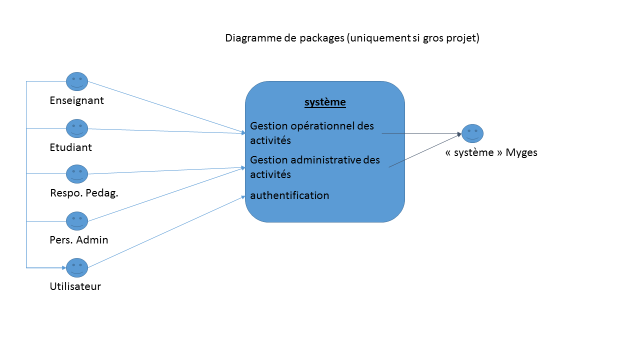 Diagramme de packages (uniquement si gros projet)
système
Enseignant
Gestion opérationnel des
activités
Etudiant
« système » Myges
Gestion administrative des
activités
Respo. Pedag.
authentification
Pers. Admin
Utilisateur